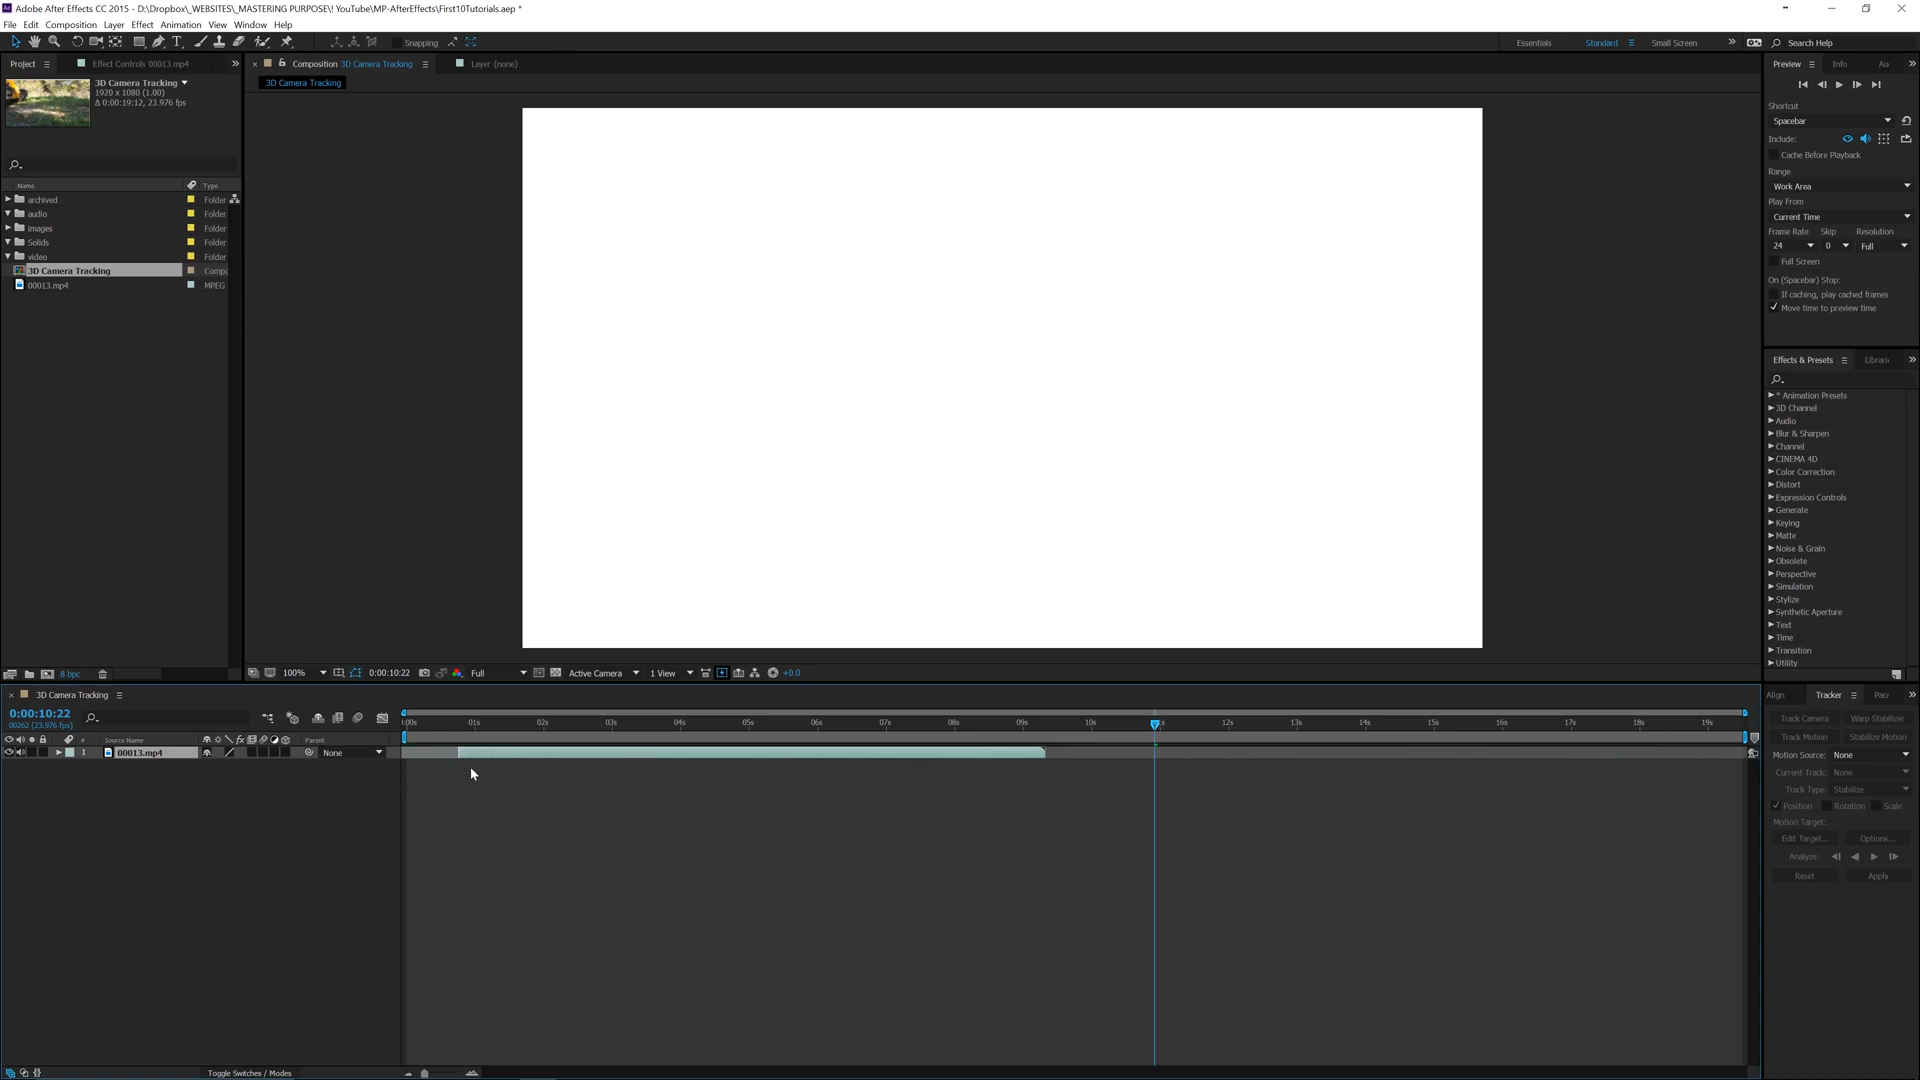 Adobe After Effects CC 2015 - D:\Dropbox\_WEBSITES\_MASTERING PURPOSE\! YouTube\MP-AfterEffects\First10Tutorials.aep *
File Edit Composition Layer Effect Animation View Window Help
Snapping Essentials Standard Small Screen Search Help
Project Effect Controls 00013.mp4 Composition 3D Camera Tracking Layer (none) Preview Info Au
3D Camera Tracking
1920 x 1080 (1.00)
Δ 0:00:19:12, 23.976 fps
3D Camera Tracking
Shortcut
Spacebar
Include:
Cache Before Playback
Range
Work Area
Play From
Current Time
Frame Rate Skip Resolution
24 0 Full
Full Screen
On (Spacebar) Stop:
If caching, play cached frames
Move time to preview time
Name Type
archived Folder
audio Folder
images Folder
Solids Folder
video Folder
3D Camera Tracking Compo
00013.mp4 MPEG
Effects & Presets Librari
* Animation Presets
3D Channel
Audio
Blur & Sharpen
Channel
CINEMA 4D
Color Correction
Distort
Expression Controls
Generate
Keying
Matte
Noise & Grain
Obsolete
Perspective
Simulation
Stylize
Synthetic Aperture
Text
Time
Transition
Utility
8 bpc 100% 0:00:10:22 Full Active Camera 1 View +0.0
3D Camera Tracking
0:00:10:22
00262 (23.976 fps)
:00s 01s 02s 03s 04s 05s 06s 07s 08s 09s 10s 1s 12s 13s 14s 15s 16s 17s 18s 19s
# Source Name fx Parent
1 00013.mp4 None
Align Tracker Para
Track Camera Warp Stabilizer
Track Motion Stabilize Motion
Motion Source: None
Current Track: None
Track Type: Stabilize
Position Rotation Scale
Motion Target:
Edit Target... Options...
Analyze:
Reset Apply
Toggle Switches / Modes